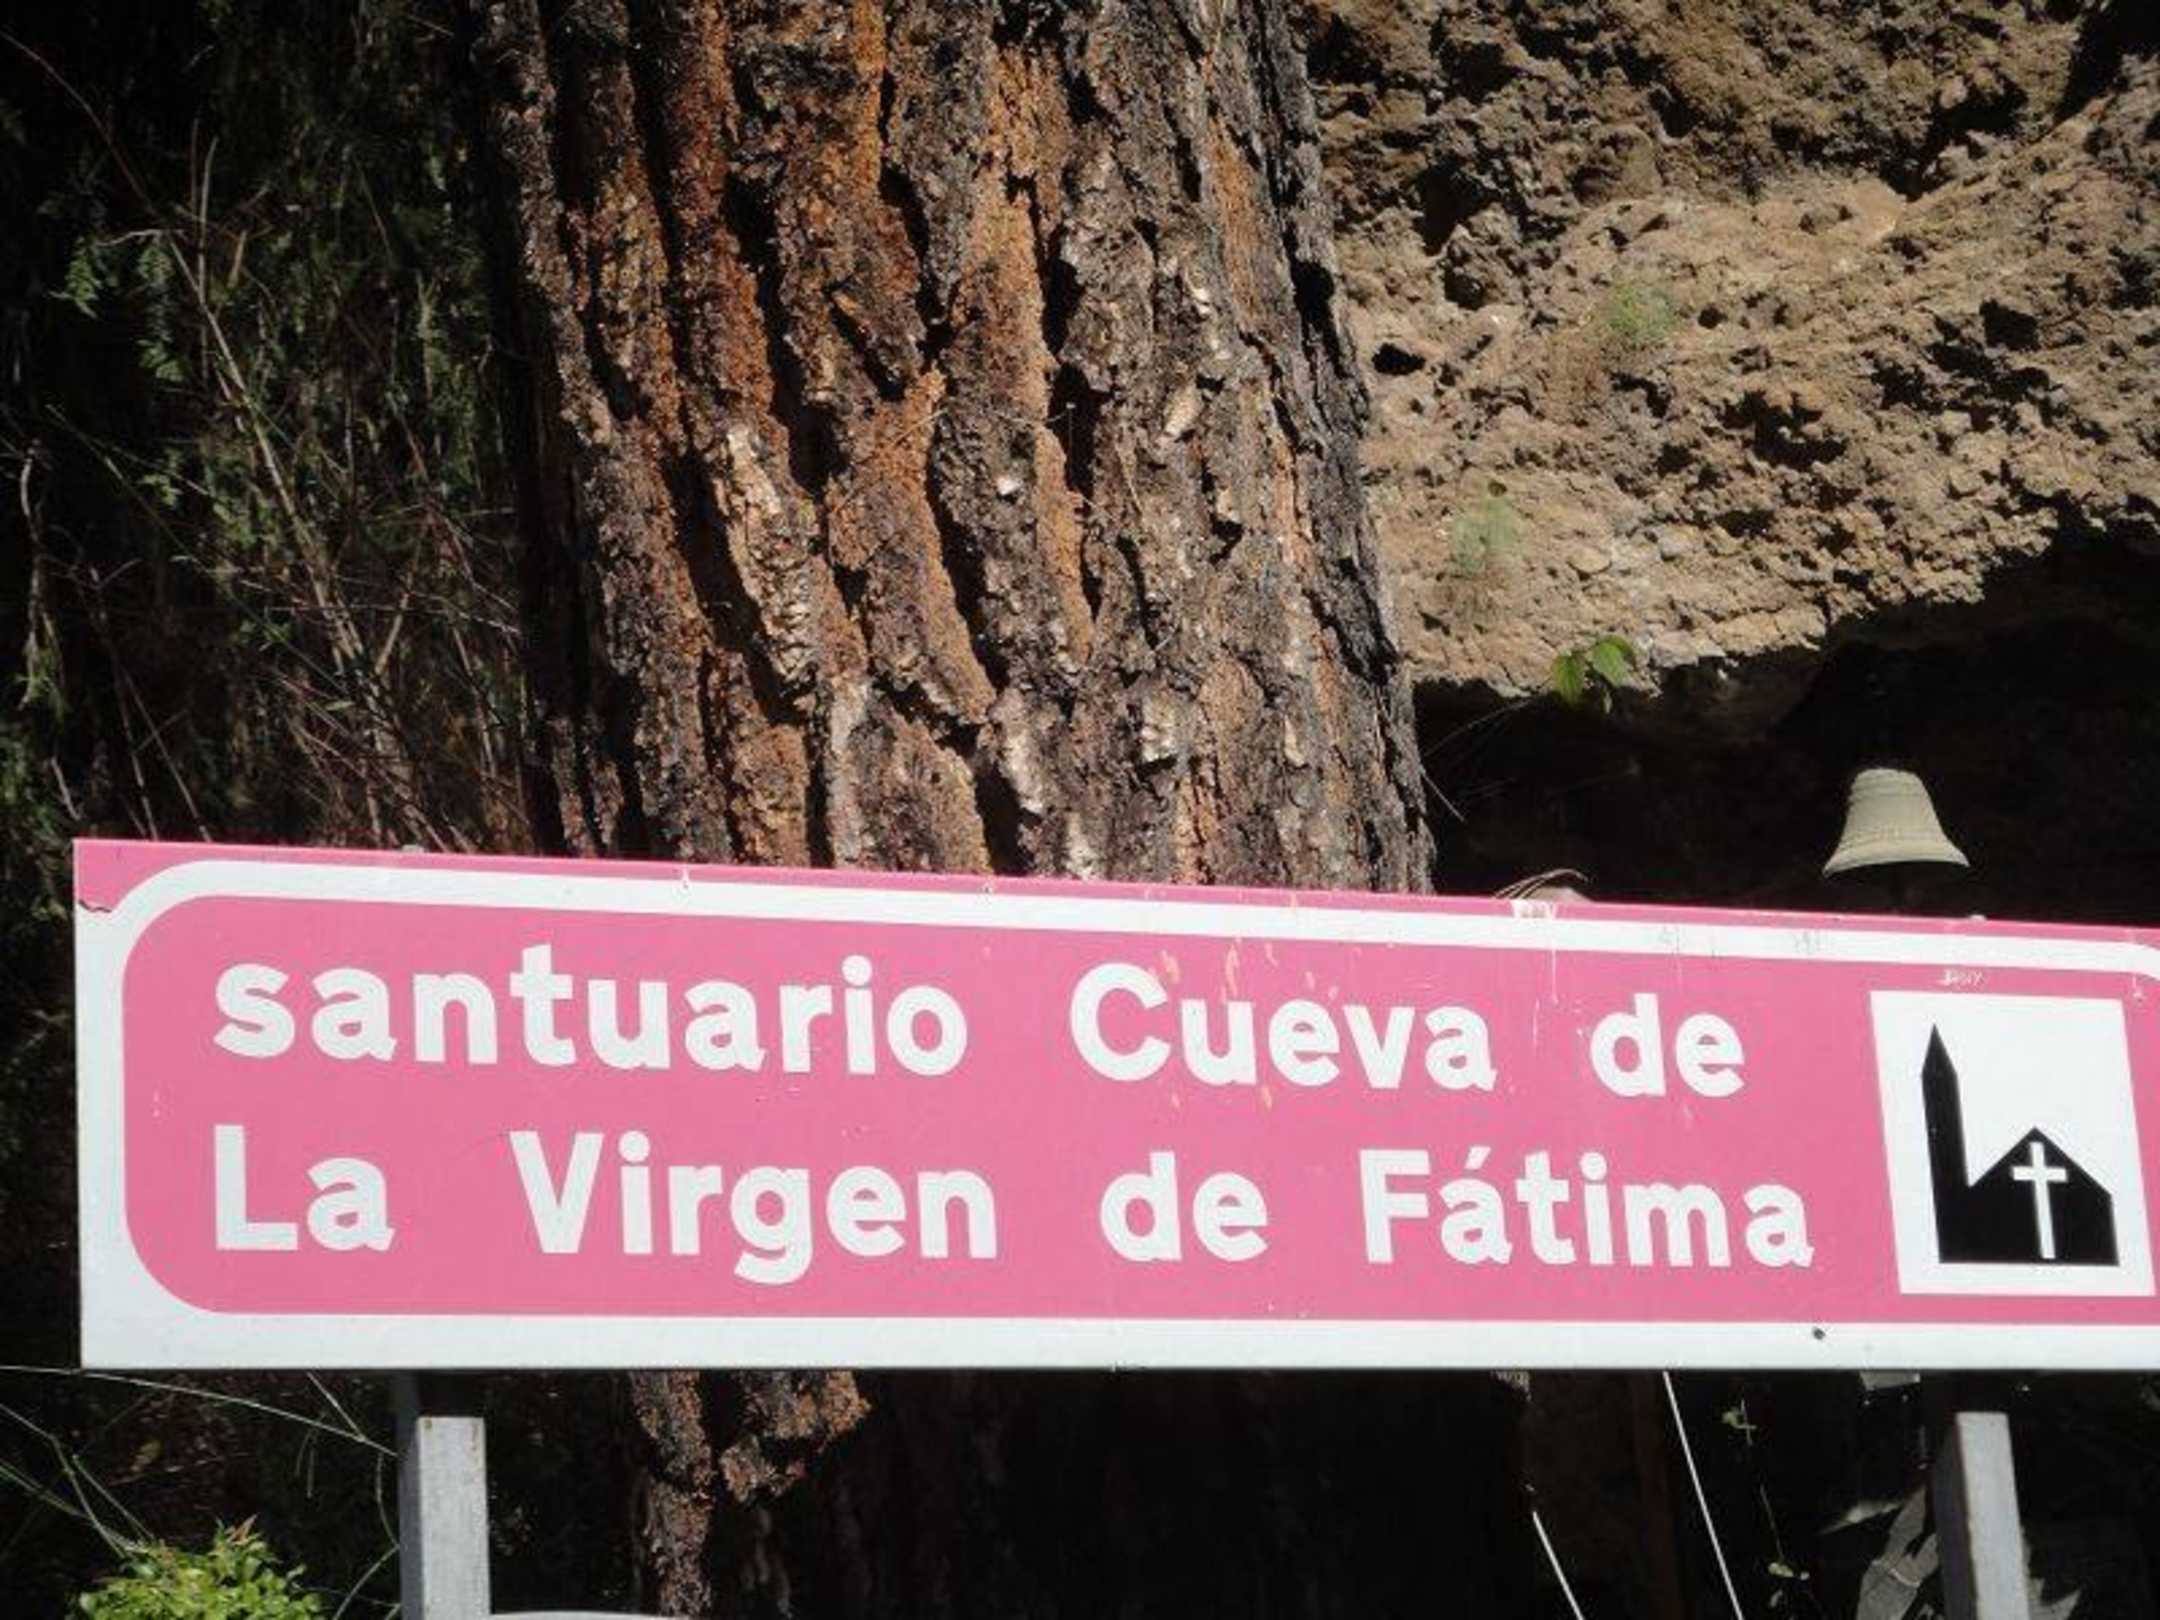 santuario Cueva de
La Virgen de Fátima